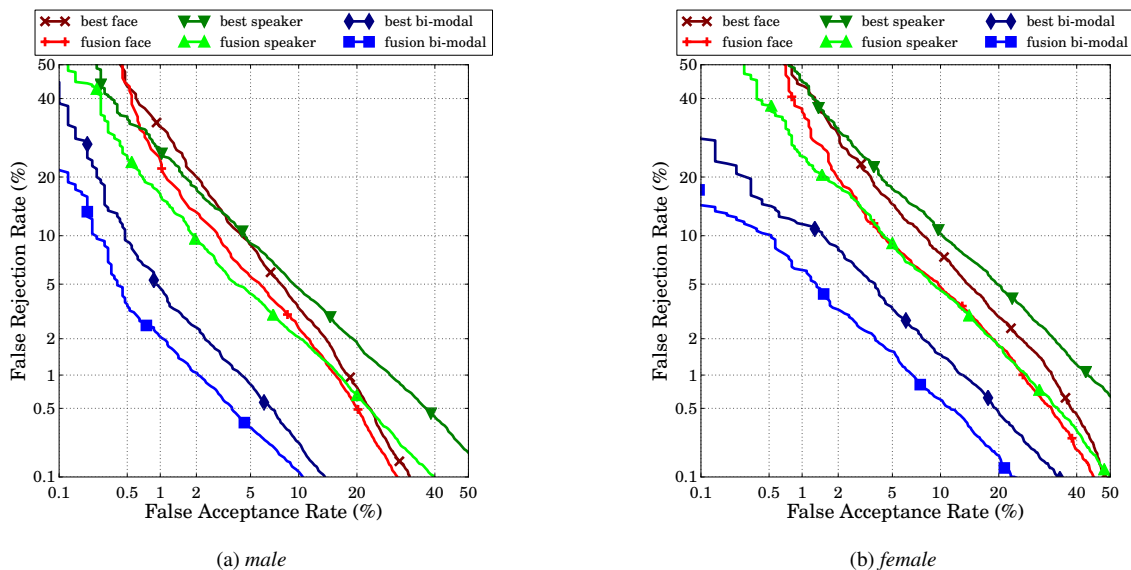 best face best speaker best bi-modal
fusion face fusion speaker fusion bi-modal
50
40
20
10
5
2
1
0.5
0.1
False Rejection Rate (%)
0.1 0.5 1 2 5 10 20 40 50
False Acceptance Rate (%)
(a) male
best face best speaker best bi-modal
fusion face fusion speaker fusion bi-modal
50
40
20
10
5
2
1
0.5
0.1
False Rejection Rate (%)
0.1 0.5 1 2 5 10 20 40 50
False Acceptance Rate (%)
(b) female